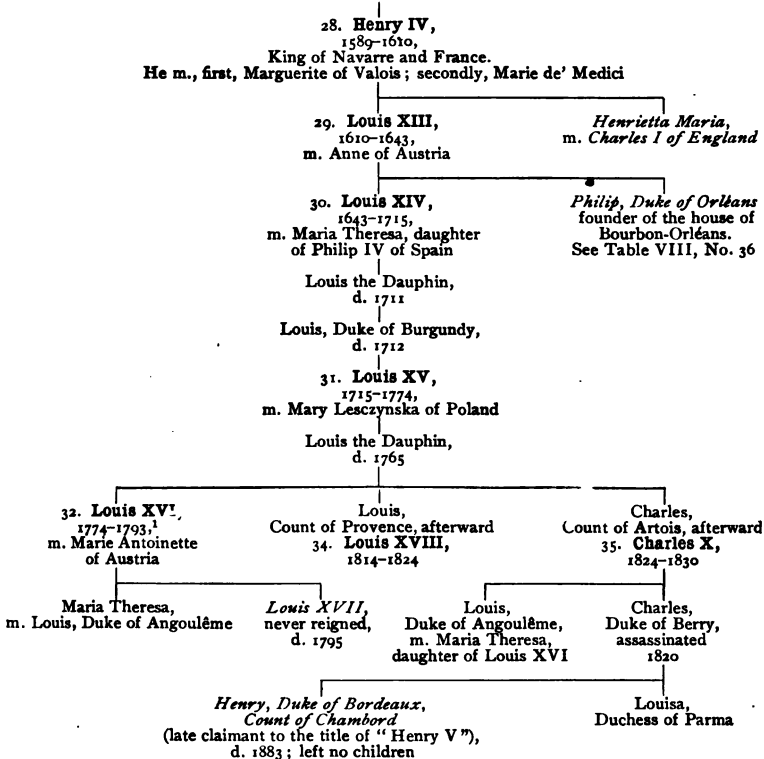 28. Henry IV,
1589–1610,
King of Navarre and France.
He m., first, Marguerite of Valois; secondly, Marie de' Medici
29. Louis XIII,
1610–1643,
m. Anne of Austria
Henrietta Maria,
m. Charles I of England
30. Louis XIV,
1643–1715,
m. Maria Theresa, daughter
of Philip IV of Spain
Philip, Duke of Orléans
founder of the house of
Bourbon-Orléans.
See Table VIII, No. 36
Louis the Dauphin,
d. 1711
Louis, Duke of Burgundy,
d. 1712
31. Louis XV,
1715–1774,
m. Mary Lesczynska of Poland
Louis the Dauphin,
d. 1765
32. Louis XVI,
1774–1793,¹
m. Marie Antoinette
of Austria
Louis,
Count of Provence, afterward
34. Louis XVIII,
1814–1824
Charles,
Count of Artois, afterward
35. Charles X,
1824–1830
Maria Theresa,
m. Louis, Duke of Angoulême
Louis XVII,
never reigned,
d. 1795
Louis,
Duke of Angoulême,
m. Maria Theresa,
daughter of Louis XVI
Charles,
Duke of Berry,
assassinated
1820
Henry, Duke of Bordeaux,
Count of Chambord
(late claimant to the title of "Henry V"),
d. 1883; left no children
Louisa,
Duchess of Parma